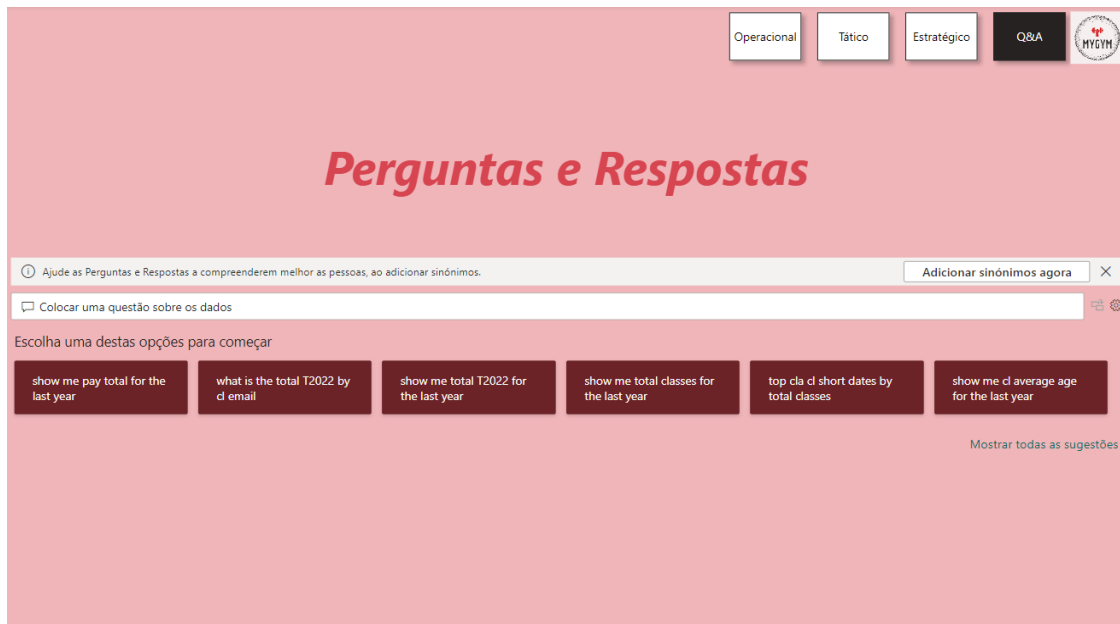 Operacional
Tático
Estratégico
Q&A
MYGYM
Perguntas e Respostas
Ajude as Perguntas e Respostas a compreenderem melhor as pessoas, ao adicionar sinónimos.
Adicionar sinónimos agora
Colocar uma questão sobre os dados
Escolha uma destas opções para começar
show me pay total for the
last year
what is the total T2022 by
cl email
show me total T2022 for
the last year
show me total classes for
the last year
top cla cl short dates by
total classes
show me cl average age
for the last year
Mostrar todas as sugestões